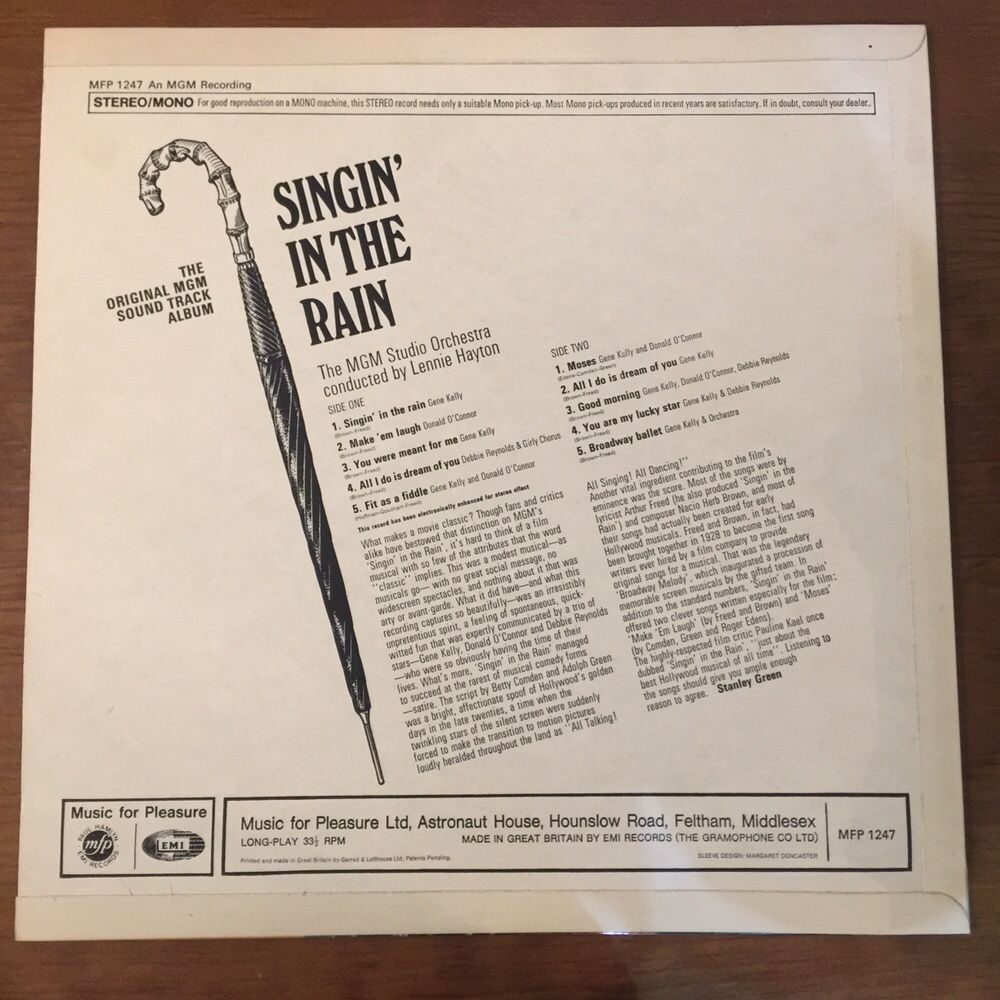 MFP 1247 An MGM Recording
STEREO/MONO For good reproduction on a MONO machine, this STEREO record needs only a suitable Mono pick-up. Most Mono pick-ups produced in recent years are satisfactory. If in doubt, consult your dealer.
SINGIN'
IN THE
RAIN
THE
ORIGINAL MGM
SOUND TRACK
ALBUM
The MGM Studio Orchestra
conducted by Lennie Hayton
SIDE ONE
1. Singin' in the rain Gene Kelly
(Brown-Freed)
2. Make 'em laugh Donald O'Connor
(Brown-Freed)
3. You were meant for me Gene Kelly
(Brown-Freed)
4. All I do is dream of you Debbie Reynolds & Girly Chorus
(Brown-Freed)
5. Fit as a fiddle Gene Kelly and Donald O'Connor
(Hoffman-Goodhart-Freed)
This record has been electronically enhanced for stereo effect
SIDE TWO
1. Moses Gene Kelly and Donald O'Connor
(Edens-Comden-Green)
2. All I do is dream of you Gene Kelly
(Brown-Freed)
3. Good morning Gene Kelly, Donald O'Connor, Debbie Reynolds
(Brown-Freed)
4. You are my lucky star Gene Kelly & Debbie Reynolds
(Brown-Freed)
5. Broadway ballet Gene Kelly & Orchestra
(Brown-Freed)
What makes a movie classic? Though fans and critics
alike have bestowed that distinction on MGM's
'Singin' in the Rain', it's hard to think of a film
musical with so few of the attributes that the word
"classic" implies. This was a modest musical—as
musicals go— with no great social message, no
widescreen spectacles, and nothing about it that was
arty or avant-garde. What it did have—and what this
recording captures so beautifully—was an irresistibly
unpretentious spirit, a feeling of spontaneous, quick-
witted fun that was expertly communicated by a trio of
stars—Gene Kelly, Donald O'Connor and Debbie Reynolds
—who were so obviously having the time of their
lives. What's more, 'Singin' in the Rain' managed
to succeed at the rarest of musical comedy forms
—satire. The script by Betty Comden and Adolph Green
was a bright, affectionate spoof of Hollywood's golden
days in the late twenties, a time when the
twinkling stars of the silent screen were suddenly
forced to make the transition to motion pictures
loudly heralded throughout the land as "All Talking!
All Singing! All Dancing!"
Another vital ingredient contributing to the film's
eminence was the score. Most of the songs were by
lyricist Arthur Freed (he also produced 'Singin' in the
Rain') and composer Nacio Herb Brown, and most of
their songs had actually been created for early
Hollywood musicals. Freed and Brown, in fact, had
been brought together in 1928 to become the first song
writers ever hired by a film company to provide
original songs for a musical. That was the legendary
'Broadway Melody', which inaugurated a procession of
memorable screen musicals by the gifted team. In
addition to the standard numbers, 'Singin' in the Rain'
offered two clever songs written especially for the film:
'Make 'Em Laugh' (by Freed and Brown) and 'Moses'
(by Comden, Green and Roger Edens).
The highly-respected film critic Pauline Kael once
dubbed 'Singin' in the Rain', "just about the
best Hollywood musical of all time". Listening to
the songs should give you ample enough
reason to agree. Stanley Green
Music for Pleasure
PAUL HAMLYN
mfp
EMI RECORDS
EMI
Music for Pleasure Ltd, Astronaut House, Hounslow Road, Feltham, Middlesex
LONG-PLAY 33⅓ RPM
MADE IN GREAT BRITAIN BY EMI RECORDS (THE GRAMOPHONE CO LTD)
Printed and made in Great Britain by Garrod & Lofthouse Ltd. Patents Pending.
SLEEVE DESIGN: MARGARET DONCASTER
MFP 1247